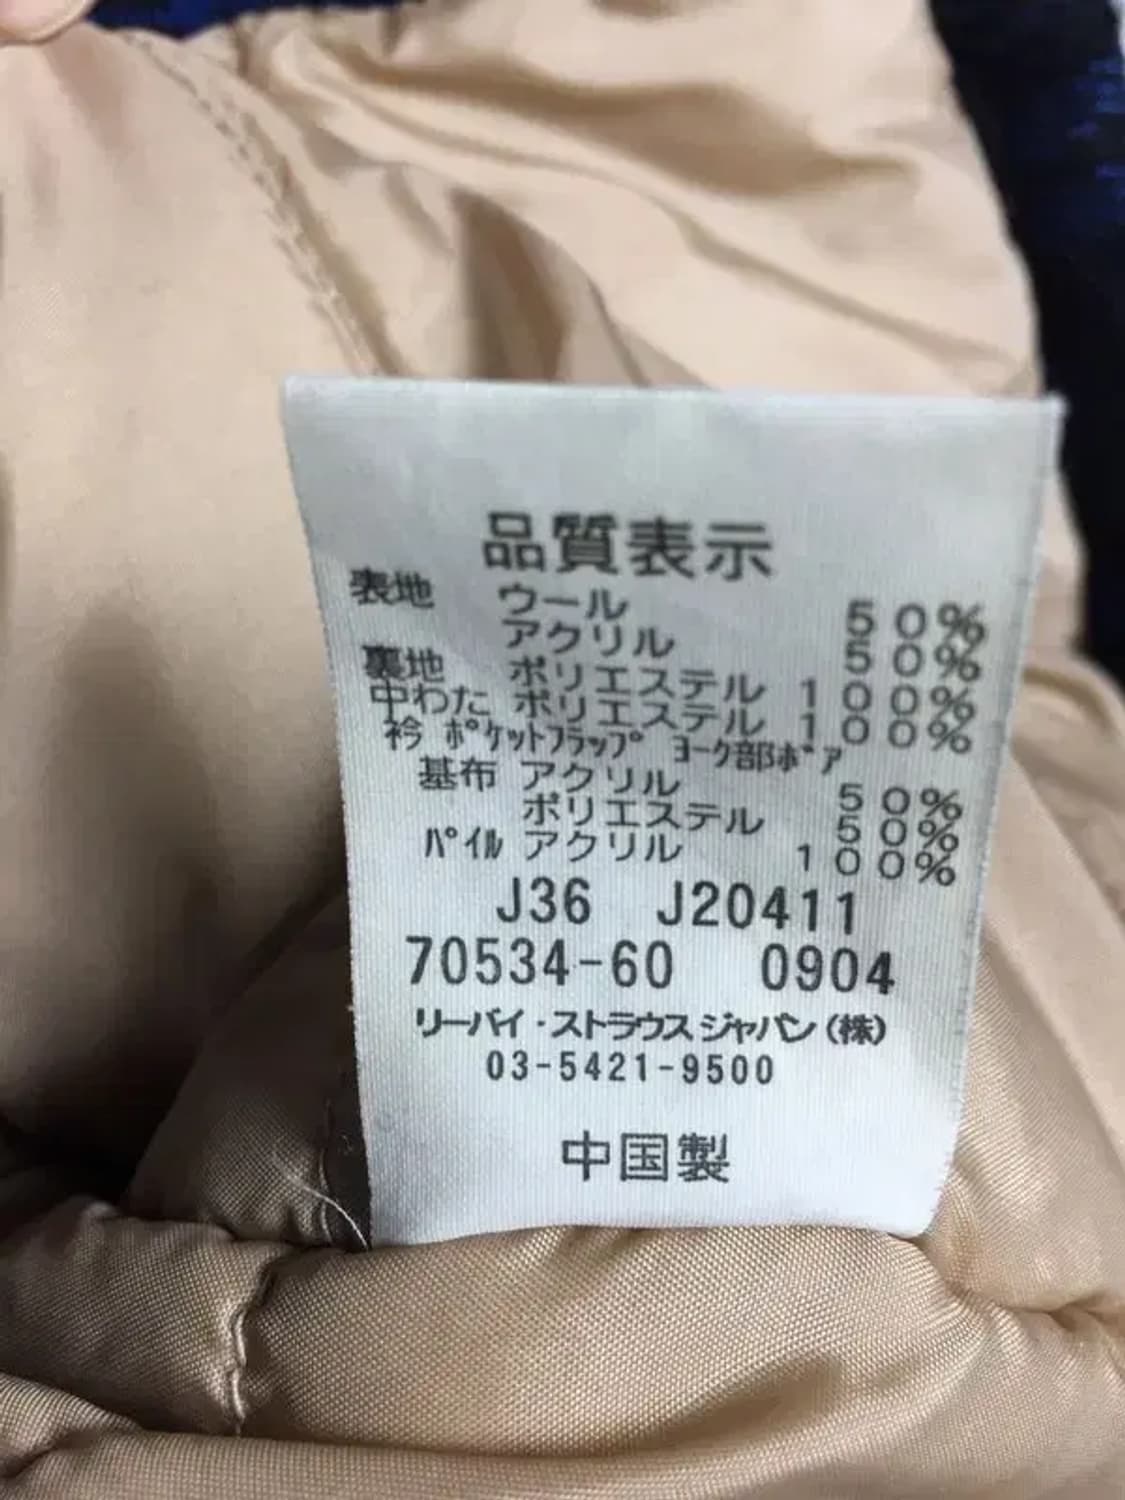 品質表示
表地 ウール 50%
アクリル 50%
裏地 ポリエステル 100%
中わた ポリエステル 100%
衿 ﾎﾟｹｯﾄﾌﾗｯﾌﾟ ﾖｰｸ部ﾎﾞｱ
基布 アクリル 50%
ポリエステル 50%
ﾊﾟｲﾙ アクリル 100%
J36 J20411
70534-60 0904
リーバイ・ストラウス ジャパン(株)
03-5421-9500
中国製